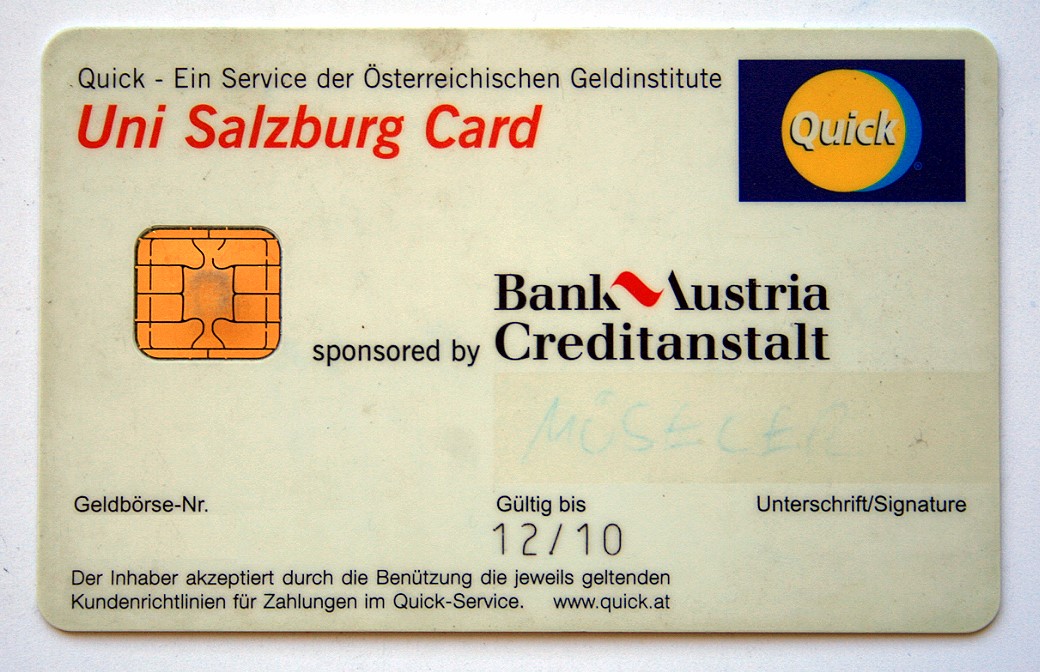 Quick - Ein Service der Österreichischen Geldinstitute
Uni Salzburg Card
Quick
sponsored by Bank Austria
Creditanstalt
Geldbörse-Nr.
Gültig bis
Unterschrift/Signature
12/10
Der Inhaber akzeptiert durch die Benützung die jeweils geltenden
Kundenrichtlinien für Zahlungen im Quick-Service. www.quick.at